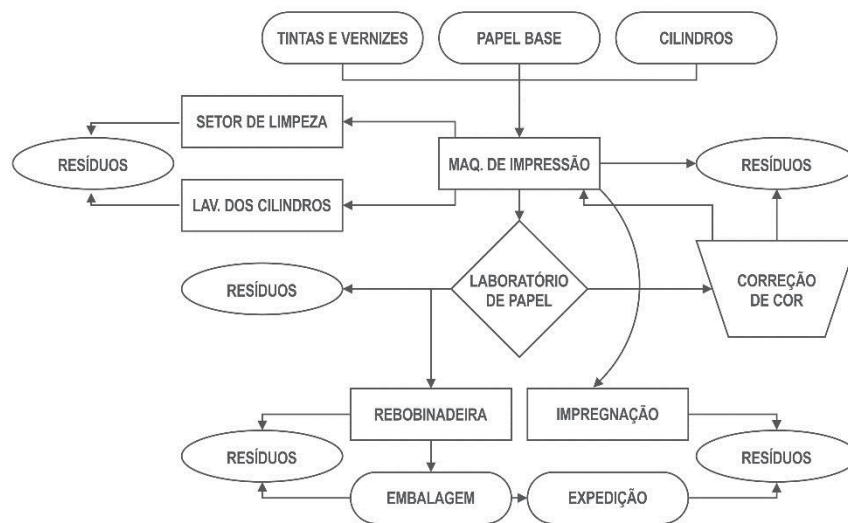 TINTAS E VERNIZES
PAPEL BASE
CILINDROS
SETOR DE LIMPEZA
RESÍDUOS
MAQ. DE IMPRESSÃO
RESÍDUOS
LAV. DOS CILINDROS
RESÍDUOS
LABORATÓRIO
DE PAPEL
CORREÇÃO
DE COR
REBOBINADEIRA
IMPREGNAÇÃO
RESÍDUOS
RESÍDUOS
EMBALAGEM
EXPEDIÇÃO